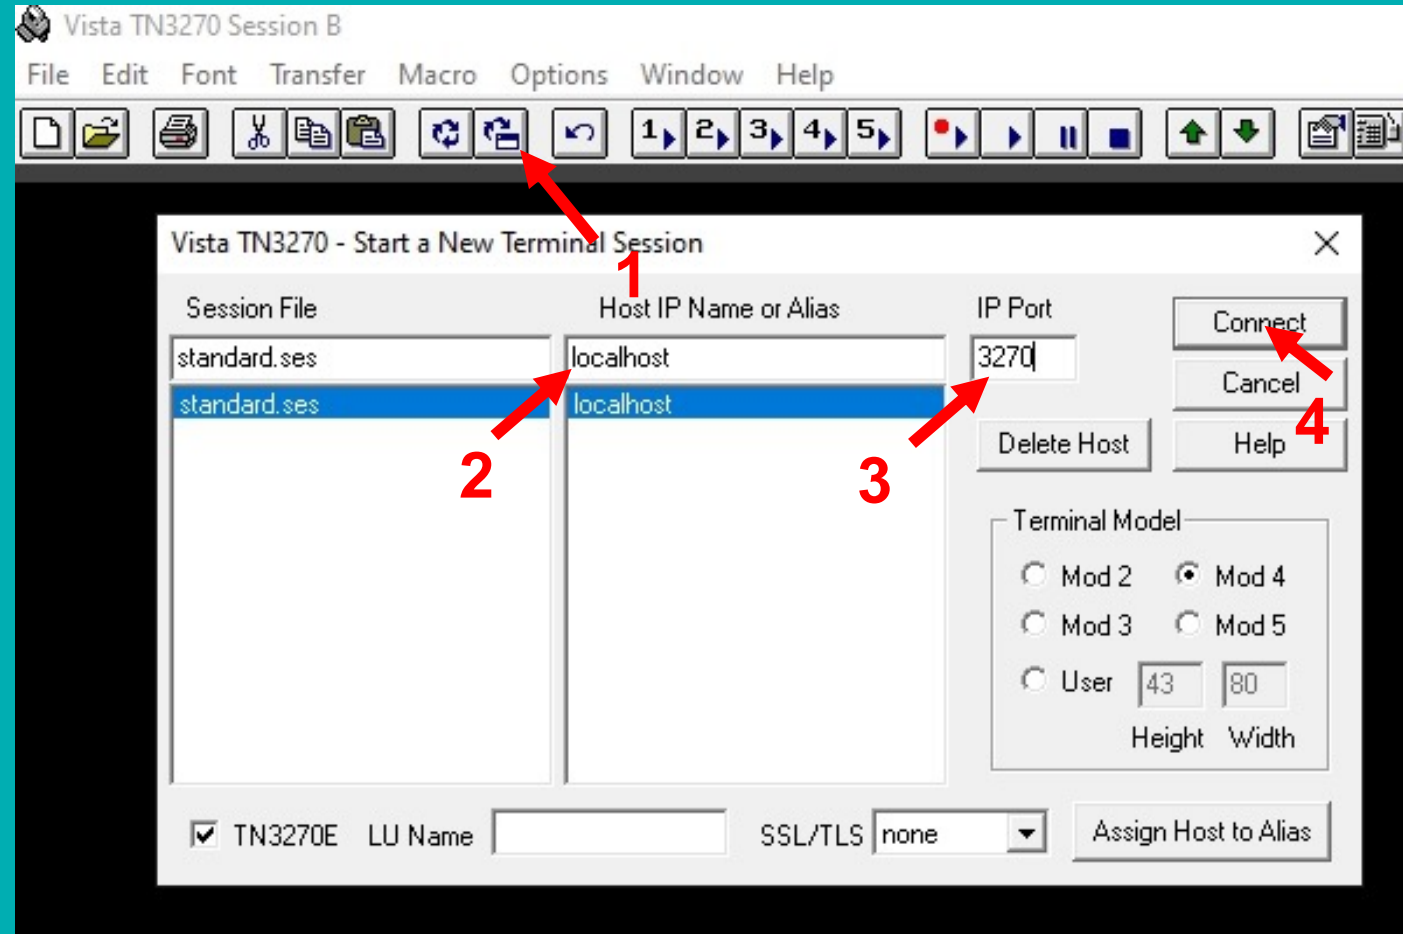 Vista TN3270 Session B
File Edit Font Transfer Macro Options Window Help
1 2 3 4 5
Vista TN3270 - Start a New Terminal Session
1
Session File Host IP Name or Alias IP Port
Connect
standard.ses localhost 3270
Cancel
standard.ses localhost
4
Delete Host Help
2 3
Terminal Model
Mod 2 Mod 4
Mod 3 Mod 5
User 43 80
Height Width
TN3270E LU Name SSL/TLS none Assign Host to Alias